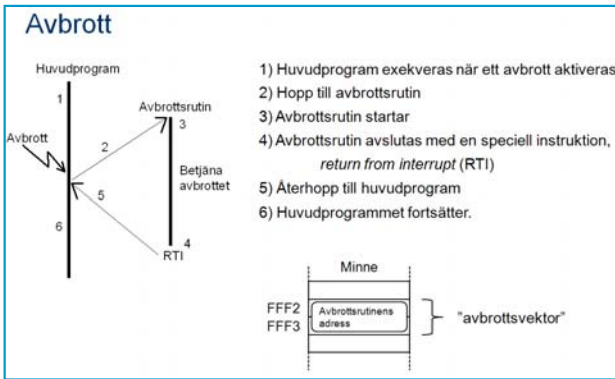 Avbrott
Huvudprogram
1
Avbrottsrutin
3
Avbrott
2
Betjäna
avbrottet
5
6
4
RTI
1) Huvudprogram exekveras när ett avbrott aktiveras
2) Hopp till avbrottsrutin
3) Avbrottsrutin startar
4) Avbrottsrutin avslutas med en speciell instruktion,
return from interrupt (RTI)
5) Återhopp till huvudprogram
6) Huvudprogrammet fortsätter.
Minne
FFF2
FFF3
Avbrottsrutinens
adress
"avbrottsvektor"